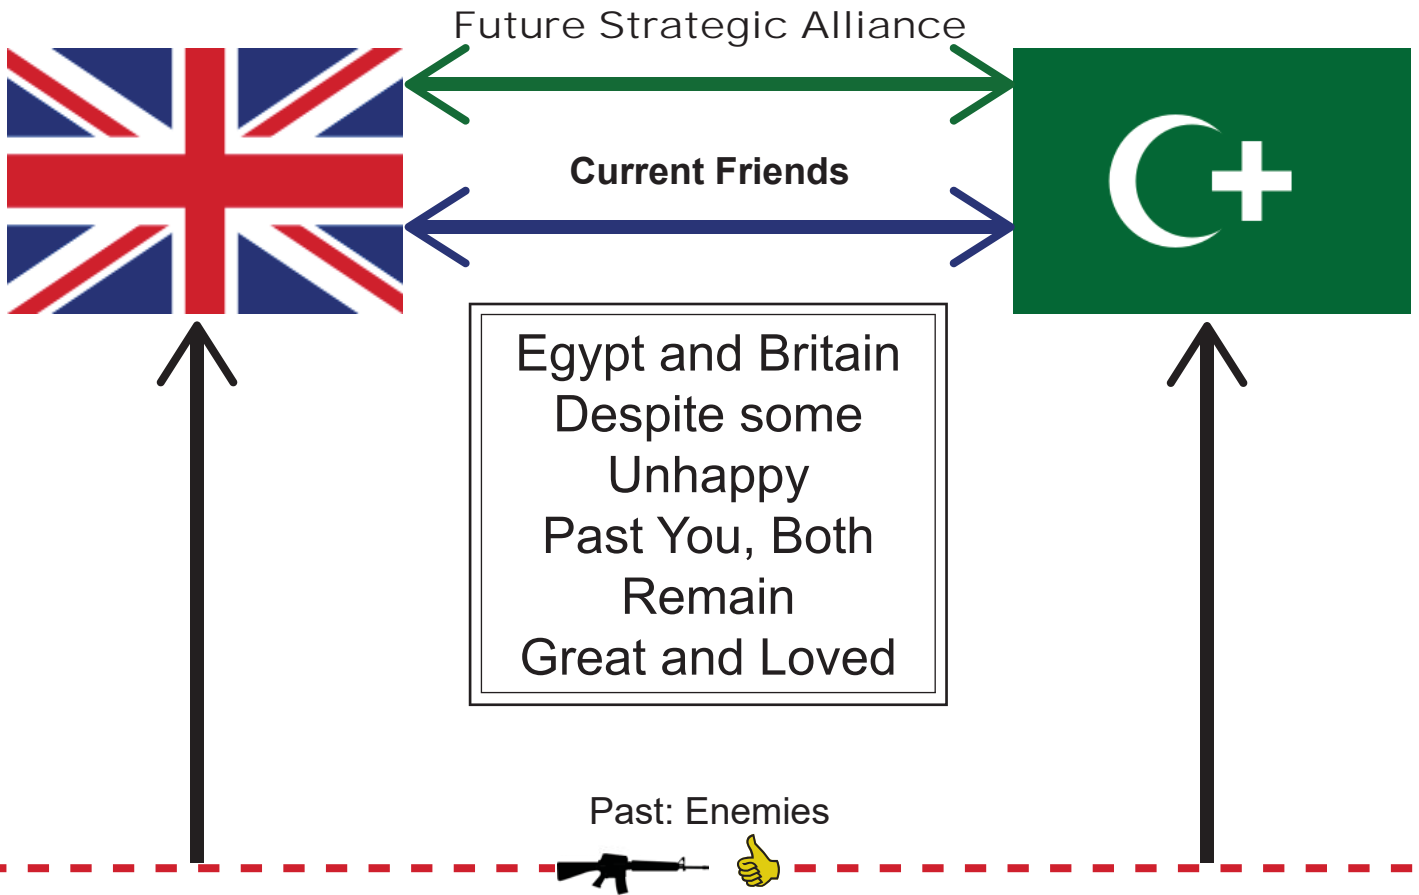 Future Strategic Alliance
Current Friends
Egypt and Britain
Despite some
Unhappy
Past You, Both
Remain
Great and Loved
Past: Enemies